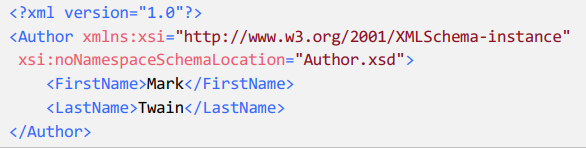 <?xml version="1.0"?>
<Author xmlns:xsi="http://www.w3.org/2001/XMLSchema-instance"
 xsi:noNamespaceSchemaLocation="Author.xsd">
    <FirstName>Mark</FirstName>
    <LastName>Twain</LastName>
</Author>